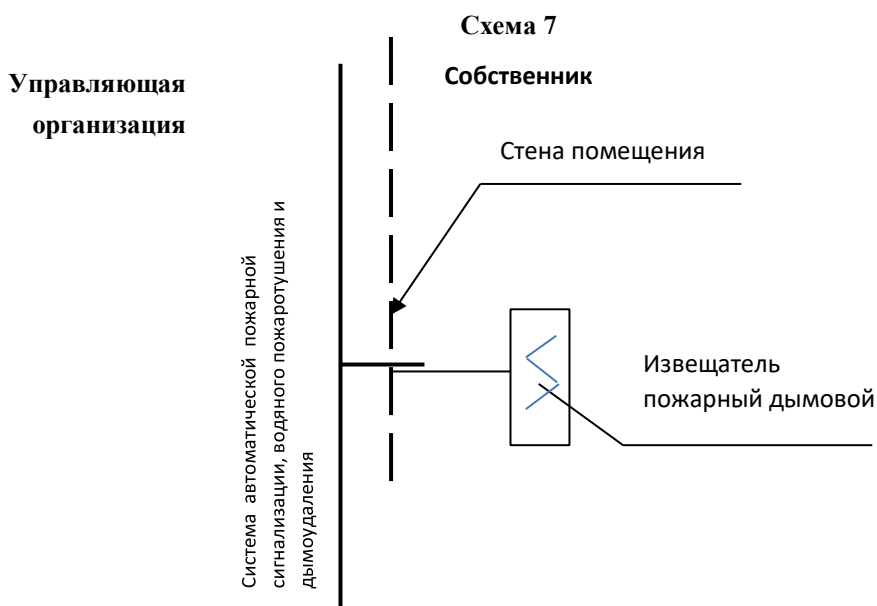 Схема 7
Управляющая
организация
Собственник
Стена помещения
Система автоматической пожарной
сигнализации, водяного пожаротушения и
дымоудаления
Извещатель
пожарный дымовой